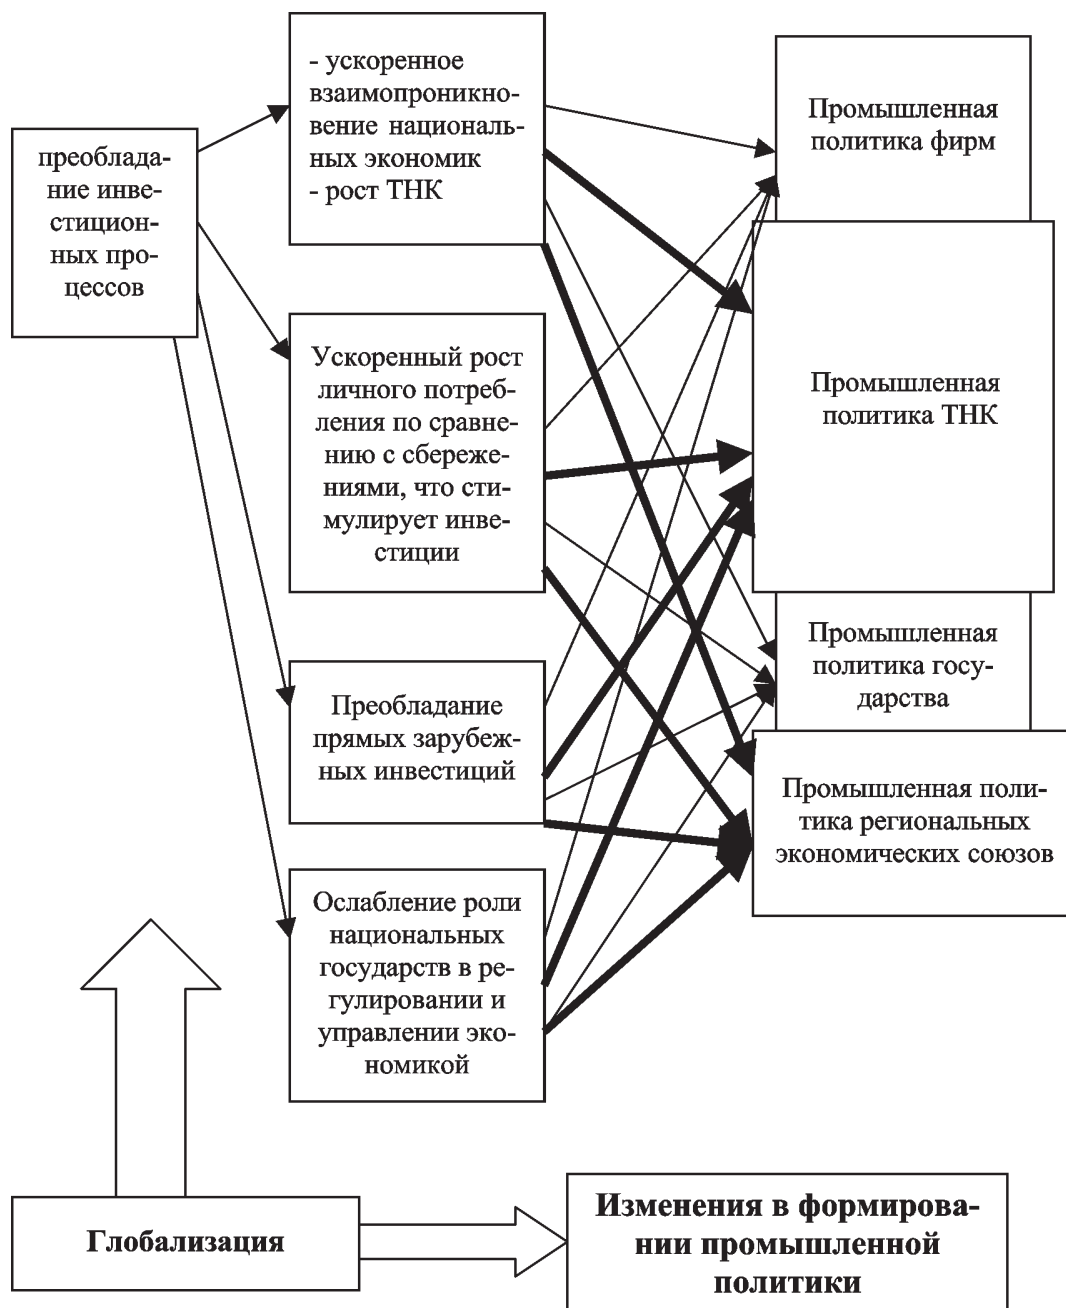 преоблада-
ние инве-
стицион-
ных про-
цессов
- ускоренное
взаимопроникно-
вение националь-
ных экономик
- рост ТНК
Ускоренный рост
личного потреб-
ления по сравне-
нию с сбереже-
ниями, что сти-
мулирует инве-
стиции
Преобладание
прямых зарубеж-
ных инвестиций
Ослабление роли
национальных
государств в ре-
гулировании и
управлении эко-
номикой
Промышленная
политика фирм
Промышленная
политика ТНК
Промышленная
политика госу-
дарства
Промышленная поли-
тика региональных
экономических союзов
Глобализация
Изменения в формирова-
нии промышленной
политики